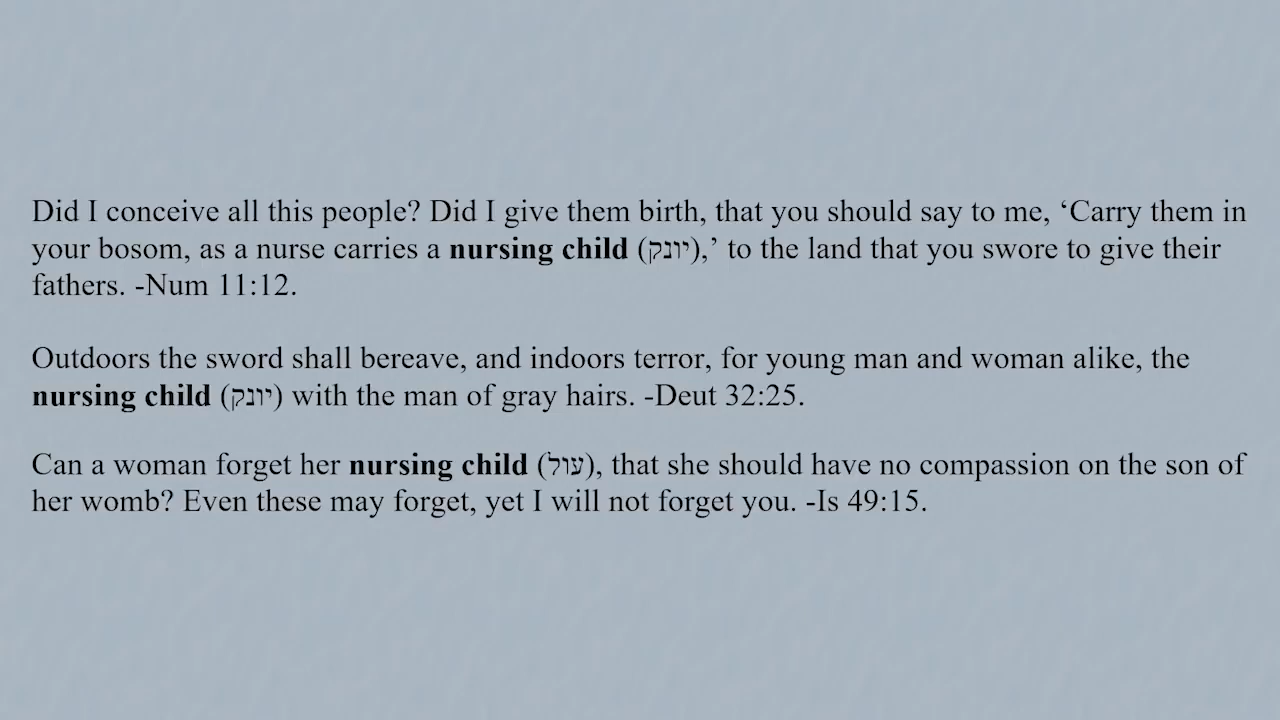 Did I conceive all this people? Did I give them birth, that you should say to me, ‘Carry them in
your bosom, as a nurse carries a nursing child (יונק),’ to the land that you swore to give their
fathers. -Num 11:12.
Outdoors the sword shall bereave, and indoors terror, for young man and woman alike, the
nursing child (יונק) with the man of gray hairs. -Deut 32:25.
Can a woman forget her nursing child (עול), that she should have no compassion on the son of
her womb? Even these may forget, yet I will not forget you. -Is 49:15.